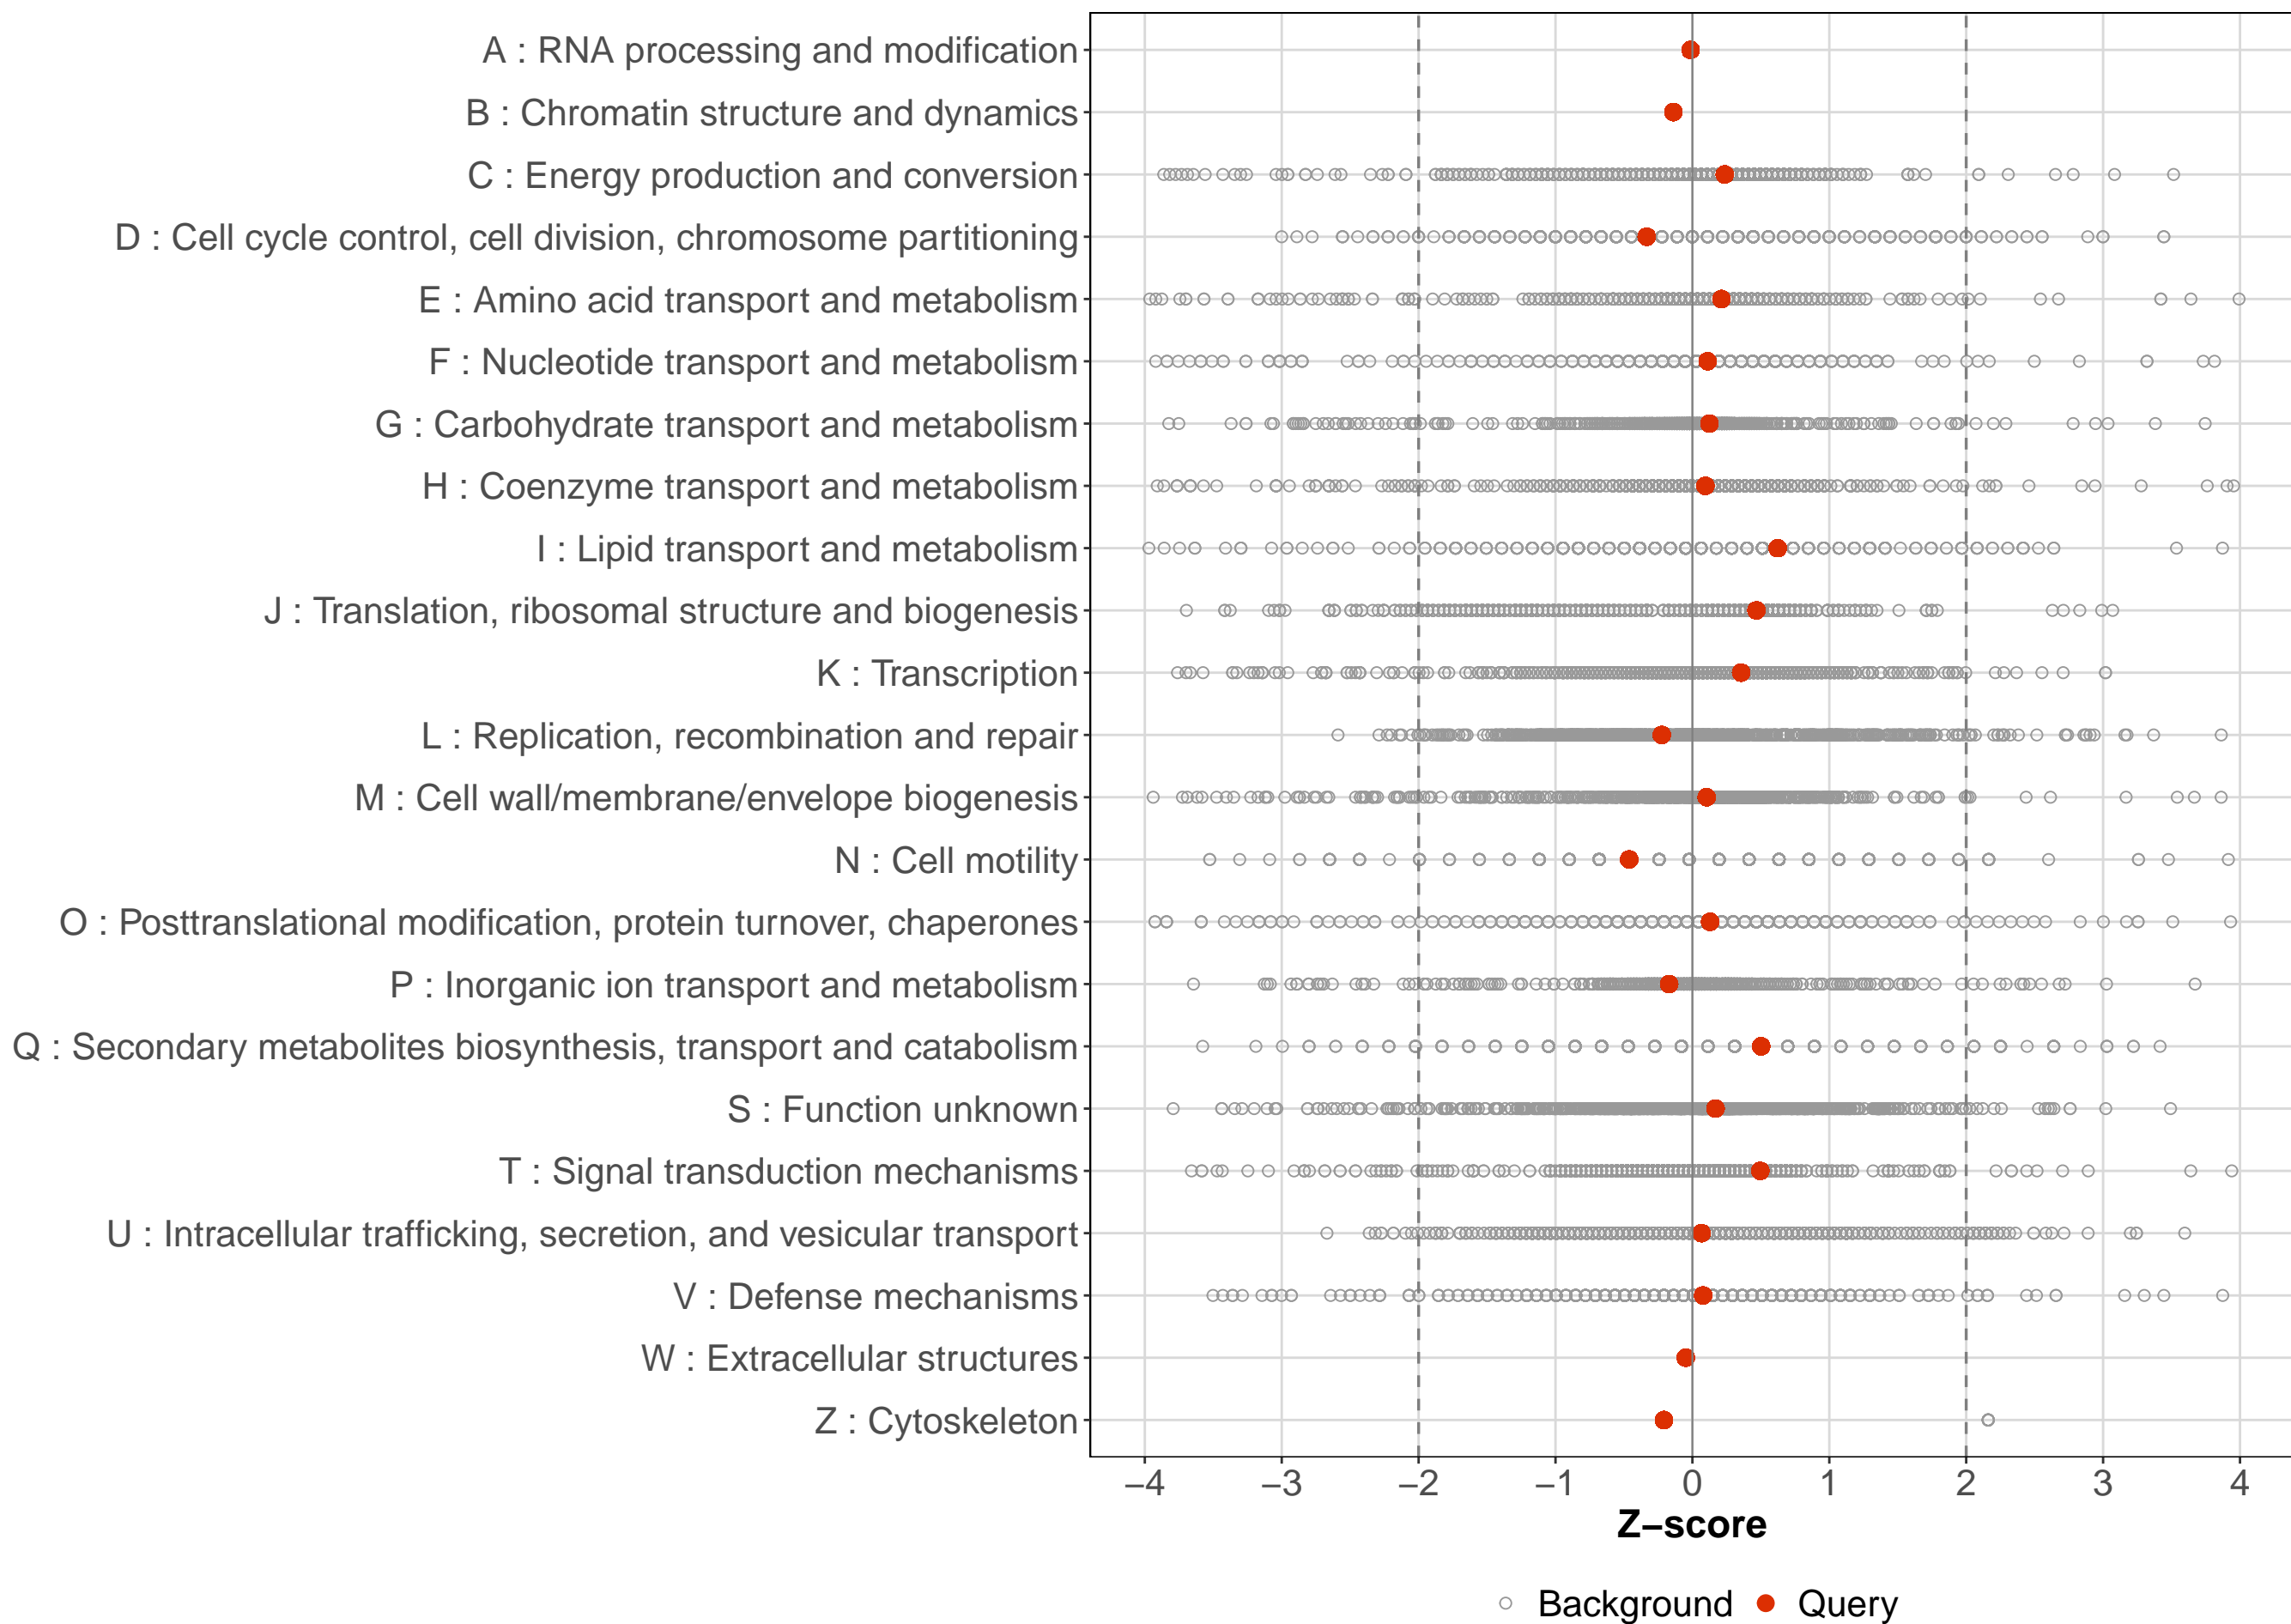 A : RNA processing and modification
B : Chromatin structure and dynamics
C : Energy production and conversion
D : Cell cycle control, cell division, chromosome partitioning
E : Amino acid transport and metabolism
F : Nucleotide transport and metabolism
G : Carbohydrate transport and metabolism
H : Coenzyme transport and metabolism
I : Lipid transport and metabolism
J : Translation, ribosomal structure and biogenesis
K : Transcription
L : Replication, recombination and repair
M : Cell wall/membrane/envelope biogenesis
N : Cell motility
O : Posttranslational modification, protein turnover, chaperones
P : Inorganic ion transport and metabolism
Q : Secondary metabolites biosynthesis, transport and catabolism
S : Function unknown
T : Signal transduction mechanisms
U : Intracellular trafficking, secretion, and vesicular transport
V : Defense mechanisms
W : Extracellular structures
Z : Cytoskeleton
−4 −3 −2 −1 0 1 2 3 4
Z−score
Background Query